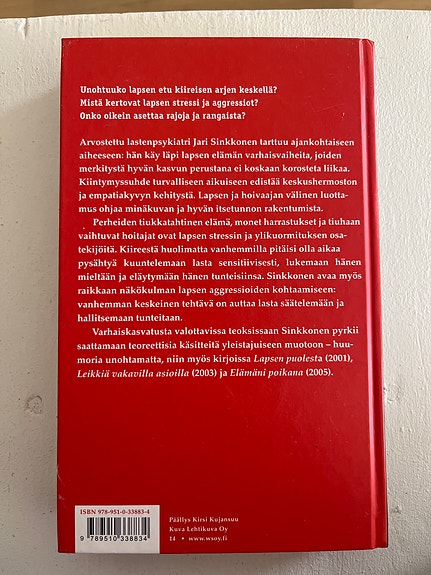 Unohtuuko lapsen etu kiireisen arjen keskellä?
Mistä kertovat lapsen stressi ja aggressiot?
Onko oikein asettaa rajoja ja rangaista?
Arvostettu lastenpsykiatri Jari Sinkkonen tarttuu ajankohtaiseen
aiheeseen: hän käy läpi lapsen elämän varhaisvaiheita, joiden
merkitystä hyvän kasvun perustana ei koskaan korosteta liikaa.
Kiintymyssuhde turvalliseen aikuiseen edistää keskushermoston
ja empatiakyvyn kehitystä. Lapsen ja hoivaajan välinen luotta-
mus ohjaa minäkuvan ja hyvän itsetunnon rakentumista.
Perheiden tiukkatahtinen elämä, monet harrastukset ja tiuhaan
vaihtuvat hoitajat ovat lapsen stressin ja ylikuormituksen osa-
tekijöitä. Kiireestä huolimatta vanhemmilla pitäisi olla aikaa
pysähtyä kuuntelemaan lasta sensitiivisesti, lukemaan hänen
mieltään ja eläytymään hänen tunteisiinsa. Sinkkonen avaa myös
raikkaan näkökulman lapsen aggressioiden kohtaamiseen:
vanhemman keskeinen tehtävä on auttaa lasta säätelemään ja
hallitsemaan tunteitaan.
Varhaiskasvatusta valottavissa teoksissaan Sinkkonen pyrkii
saattamaan teoreettisia käsitteitä yleistajuiseen muotoon – huu-
moria unohtamatta, niin myös kirjoissa Lapsen puolesta (2001),
Leikkiä vakavilla asioilla (2003) ja Elämäni poikana (2005).
ISBN 978-951-0-33883-4
9 789510 338834
Päällys Kirsi Kujansuu
Kuva Lehtikuva Oy
14 • www.wsoy.fi